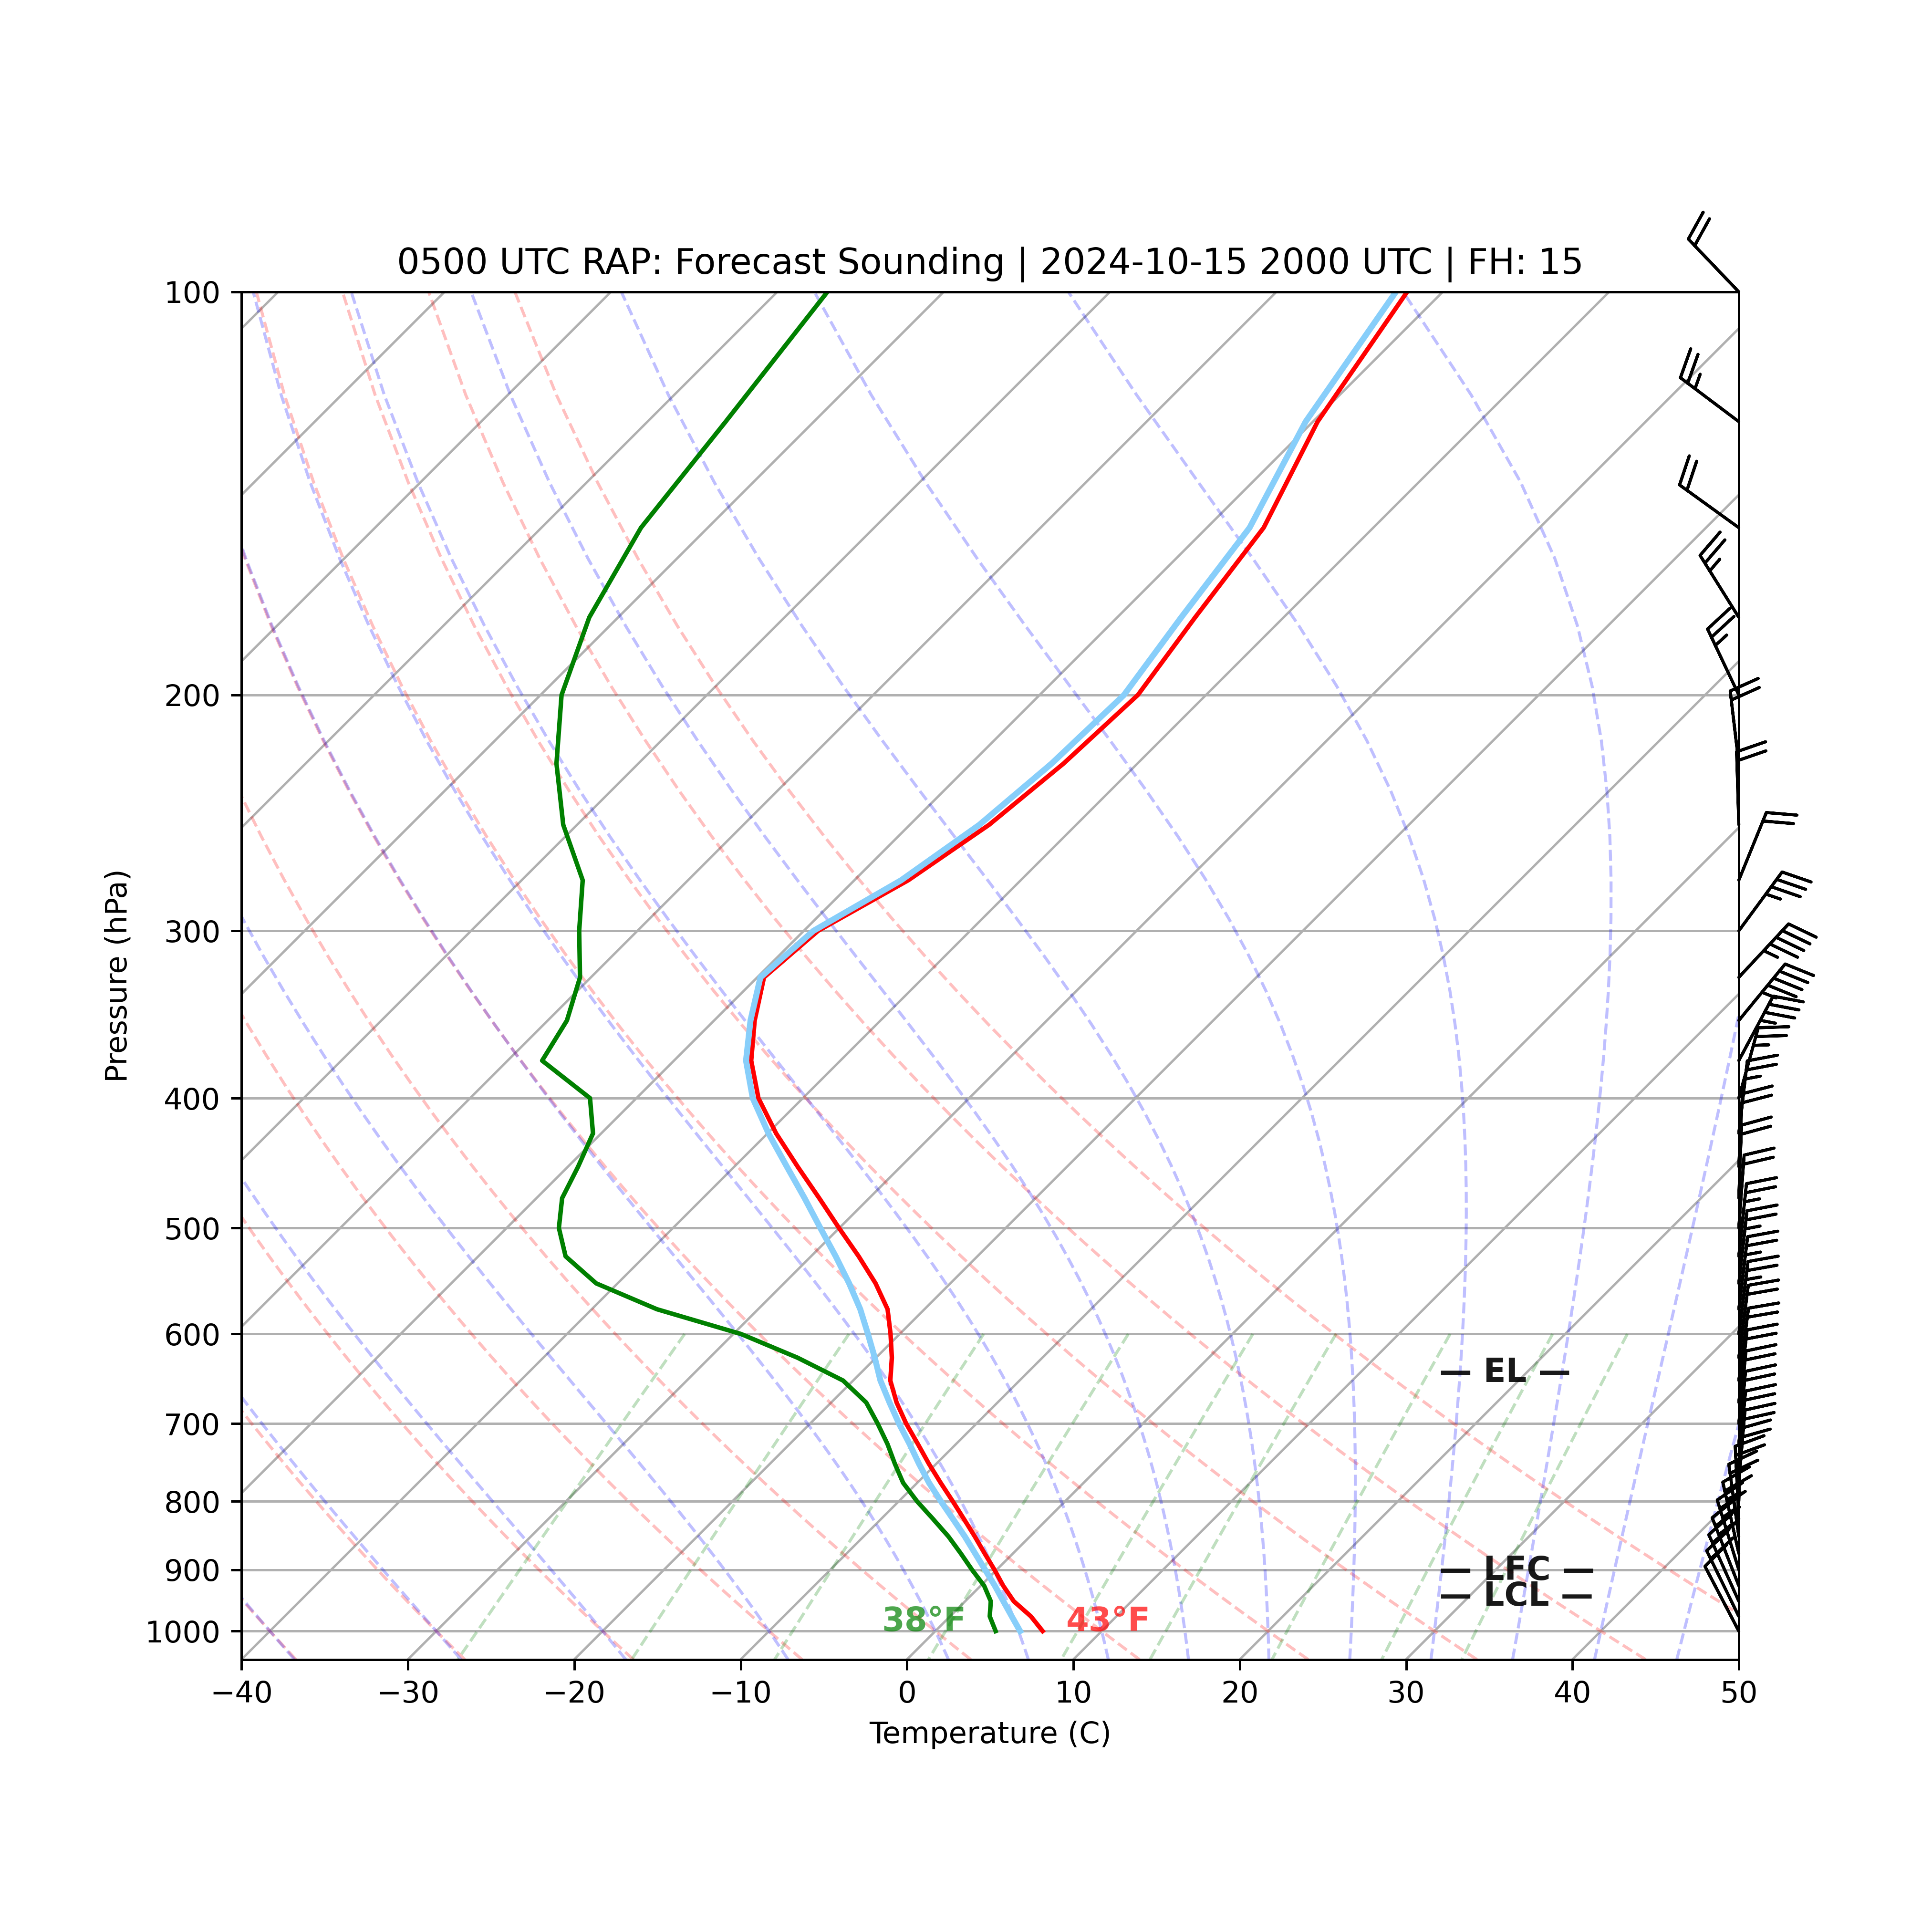 0500 UTC RAP: Forecast Sounding | 2024-10-15 2000 UTC | FH: 15
100
200
300
400
500
600
700
800
900
1000
Pressure (hPa)
— EL —
— LFC —
— LCL —
38°F 43°F
−40 −30 −20 −10 0 10 20 30 40 50
Temperature (C)